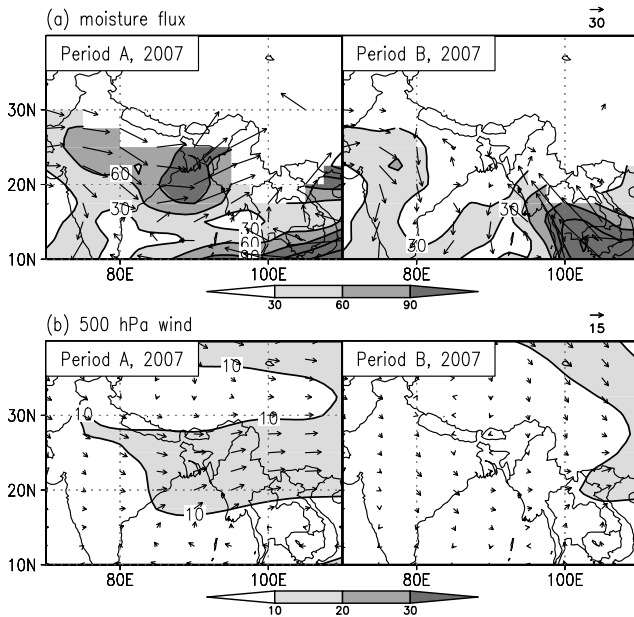 (a) moisture flux
30
Period A, 2007
Period B, 2007
30N
20N
10N
60
30
30
60
90
30
30
80E
100E
80E
100E
30
60
90
(b) 500 hPa wind
15
Period A, 2007
Period B, 2007
30N
20N
10N
10
10
10
10
80E
100E
80E
100E
10
20
30